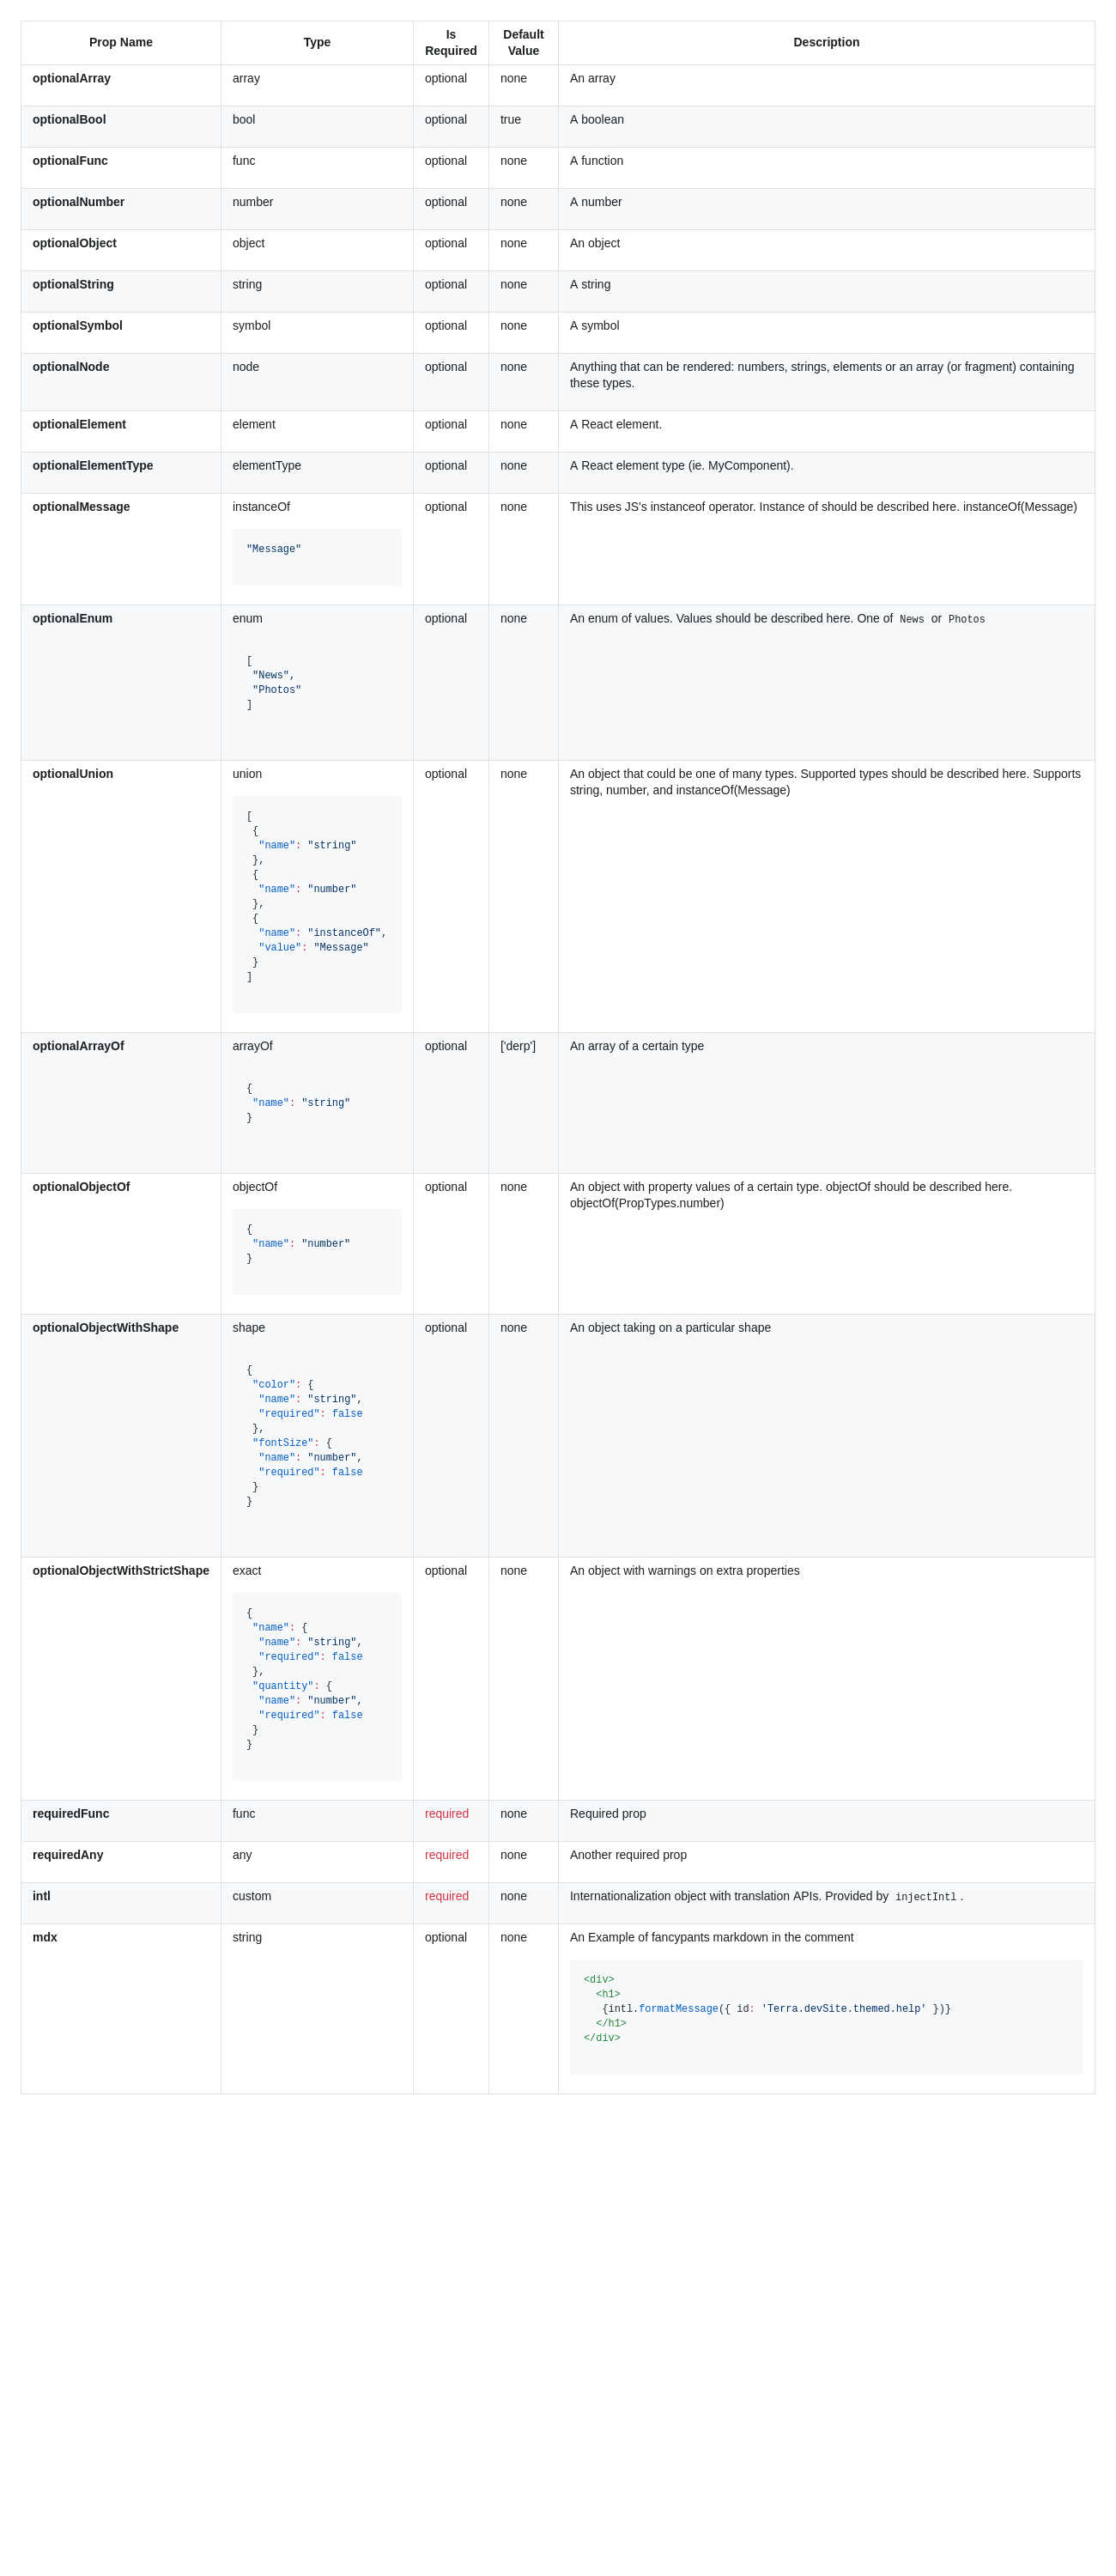 Prop Name Type Is Required Default Value Description
optionalArray array optional none An array
optionalBool bool optional true A boolean
optionalFunc func optional none A function
optionalNumber number optional none A number
optionalObject object optional none An object
optionalString string optional none A string
optionalSymbol symbol optional none A symbol
optionalNode node optional none Anything that can be rendered: numbers, strings, elements or an array (or fragment) containing
these types.
optionalElement element optional none A React element.
optionalElementType elementType optional none A React element type (ie. MyComponent).
optionalMessage instanceOf optional none This uses JS's instanceof operator. Instance of should be described here. instanceOf(Message)
"Message"
optionalEnum enum optional none An enum of values. Values should be described here. One of News or Photos
[
"News",
"Photos"
]
optionalUnion union optional none An object that could be one of many types. Supported types should be described here. Supports
string, number, and instanceOf(Message)
[
{
"name": "string"
},
{
"name": "number"
},
{
"name": "instanceOf",
"value": "Message"
}
]
optionalArrayOf arrayOf optional ['derp'] An array of a certain type
{
"name": "string"
}
optionalObjectOf objectOf optional none An object with property values of a certain type. objectOf should be described here.
objectOf(PropTypes.number)
{
"name": "number"
}
optionalObjectWithShape shape optional none An object taking on a particular shape
{
"color": {
"name": "string",
"required": false
},
"fontSize": {
"name": "number",
"required": false
}
}
optionalObjectWithStrictShape exact optional none An object with warnings on extra properties
{
"name": {
"name": "string",
"required": false
},
"quantity": {
"name": "number",
"required": false
}
}
requiredFunc func required none Required prop
requiredAny any required none Another required prop
intl custom required none Internationalization object with translation APIs. Provided by injectIntl .
mdx string optional none An Example of fancypants markdown in the comment
<div>
<h1>
{intl.formatMessage({ id: 'Terra.devSite.themed.help' })}
</h1>
</div>